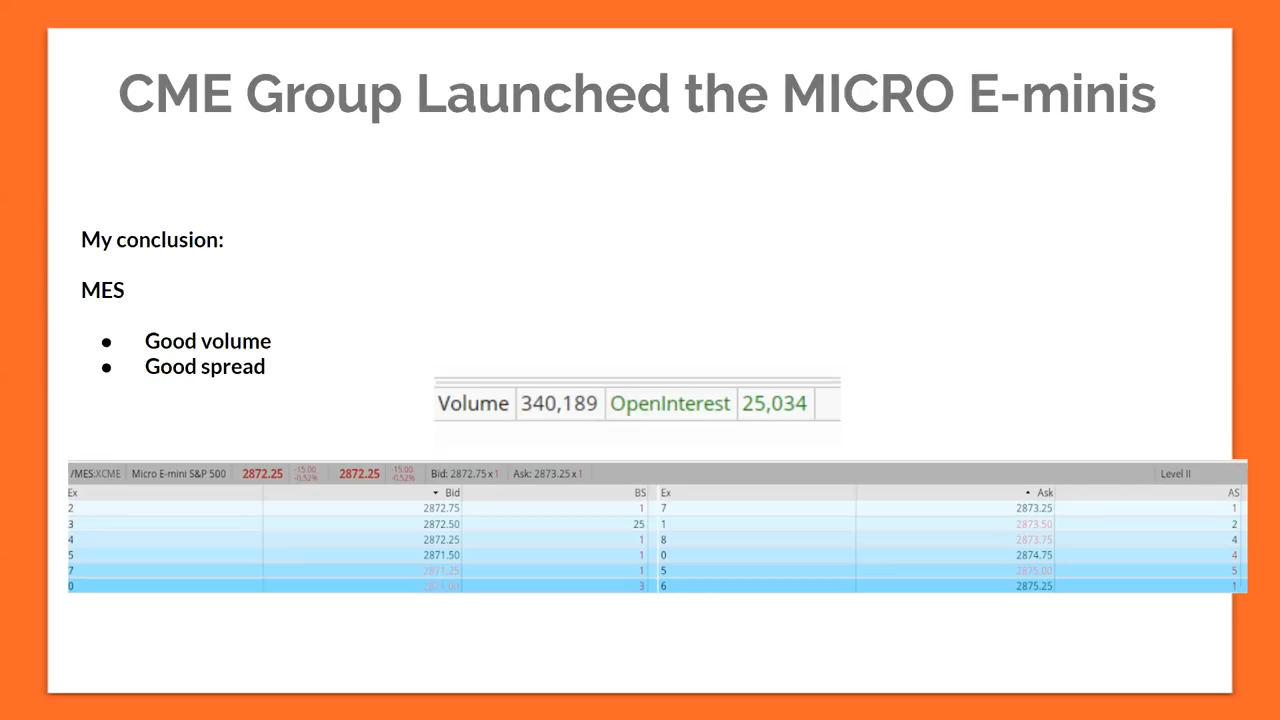 CME Group Launched the MICRO E-minis
My conclusion:
MES
● Good volume
● Good spread
Volume 340,189 OpenInterest 25,034
/MES:XCME Micro E-mini S&P 500 2872.25 -15.00 -0.52% 2872.25 15.00 -0.52% Bid: 2872.75 x 1 Ask: 2873.25 x 1 Level II
Ex Bid BS Ex Ask AS
2 2872.75 1 7 2873.25 1
3 2872.50 25 1 2873.50 2
4 2872.25 1 8 2873.75 4
5 2871.50 1 0 2874.75 4
7 2871.25 1 5 2875.00 5
0 2871.00 3 6 2875.25 1